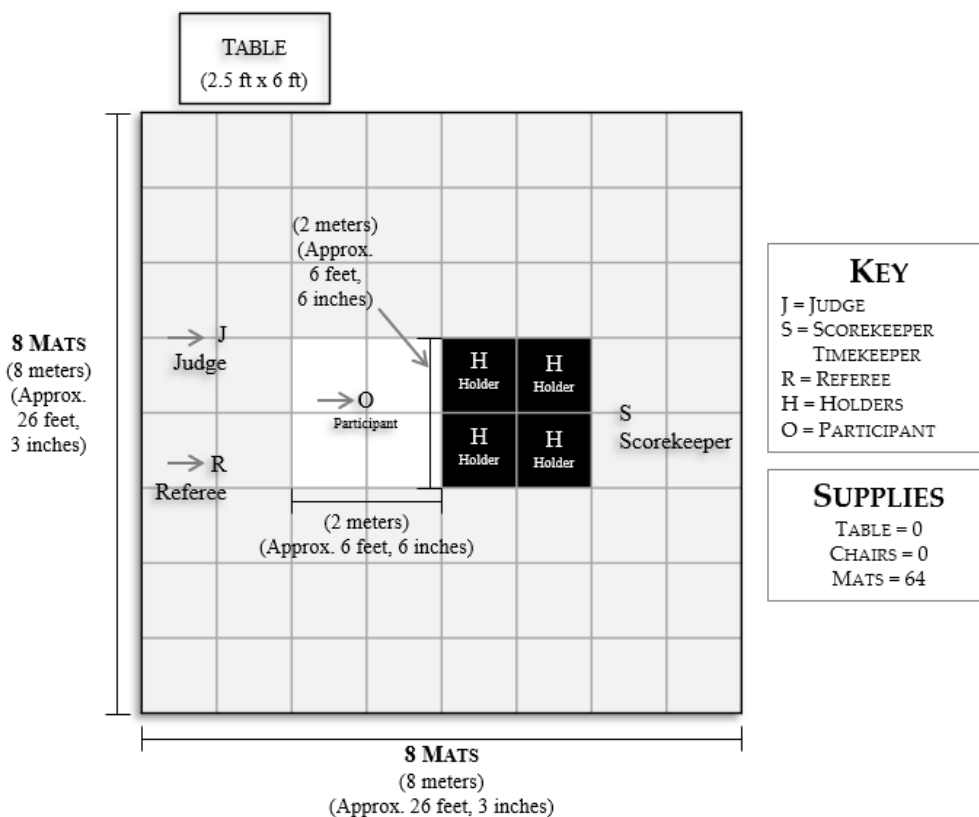 TABLE
(2.5 ft x 6 ft)
(2 meters)
(Approx.
6 feet,
6 inches)
J
Judge
8 MATS
(8 meters)
(Approx.
26 feet,
3 inches)
O
Participant
R
Referee
H
Holder
H
Holder
H
Holder
H
Holder
S
Scorekeeper
(2 meters)
(Approx. 6 feet, 6 inches)
8 MATS
(8 meters)
(Approx. 26 feet, 3 inches)
KEY
J = JUDGE
S = SCOREKEEPER
TIMEKEEPER
R = REFEREE
H = HOLDERS
O = PARTICIPANT
SUPPLIES
TABLE = 0
CHAIRS = 0
MATS = 64